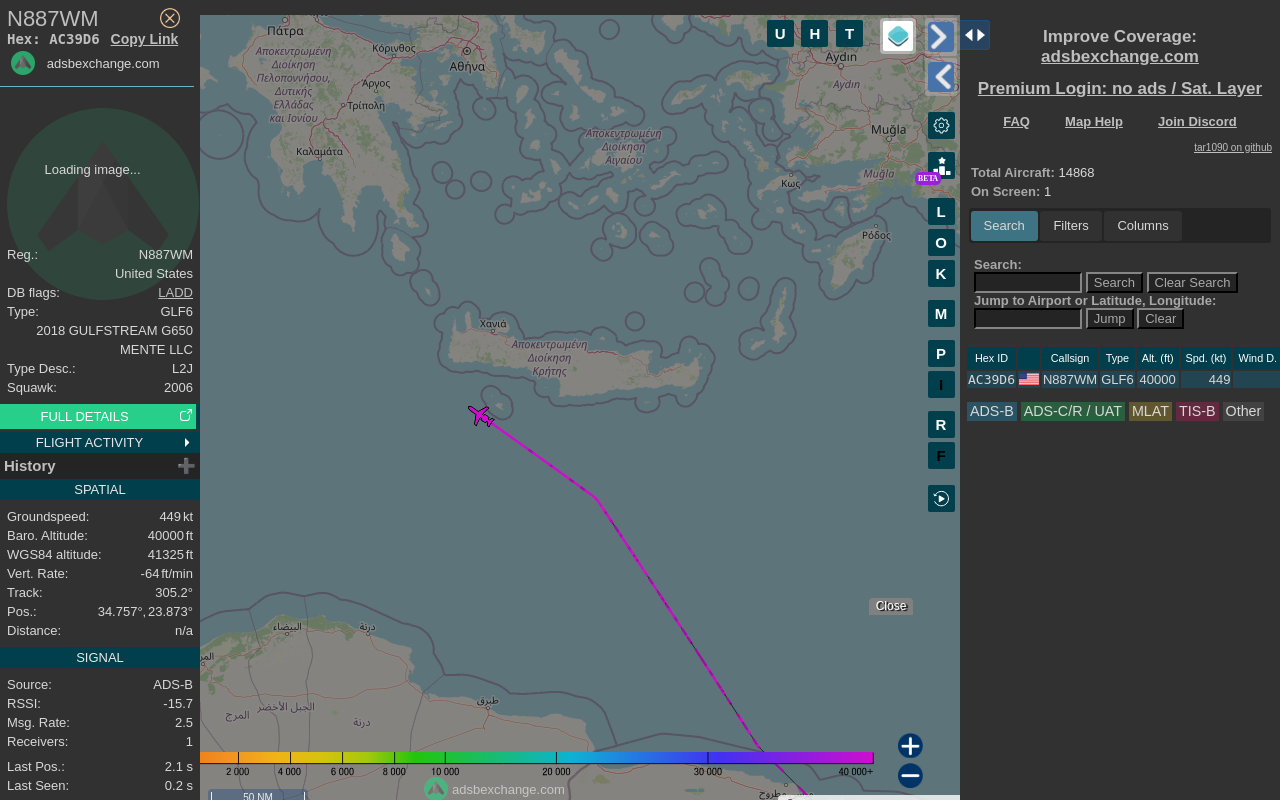 N887WM
Hex: AC39D6 Copy Link
adsbexchange.com
Loading image...
Reg.: N887WM
United States
DB flags: LADD
Type: GLF6
2018 GULFSTREAM G650
MENTE LLC
Type Desc.: L2J
Squawk: 2006
FULL DETAILS
FLIGHT ACTIVITY
History
SPATIAL
Groundspeed: 449 kt
Baro. Altitude: 40000 ft
WGS84 altitude: 41325 ft
Vert. Rate: -64 ft/min
Track: 305.2°
Pos.: 34.757°, 23.873°
Distance: n/a
SIGNAL
Source: ADS-B
RSSI: -15.7
Msg. Rate: 2.5
Receivers: 1
Last Pos.: 2.1 s
Last Seen: 0.2 s
Πάτρα
Αποκεντρωμένη
Διοίκηση
Πελοποννήσου,
Δυτικής
Ελλάδας
και Ιονίου
Κόρινθος
Αθήνα
Άργος
Τρίπολη
Καλαμάτα
Αποκεντρωμένη
Διοίκηση
Αιγαίου
Aydın
Aydın
Muğla
Muğla
Κως
Ρόδος
Χανιά
Αποκεντρωμένη
Διοίκηση
Κρήτης
البيضاء
درنة
المرج
الجبل الأخضر
درنة
طبرق
مطروح
U H T
BETA
L
O
K
M
P
I
R
F
Close
2 000 4 000 6 000 8 000 10 000 20 000 30 000 40 000+
adsbexchange.com
50 NM
Improve Coverage:
adsbexchange.com
Premium Login: no ads / Sat. Layer
FAQ Map Help Join Discord
tar1090 on github
Total Aircraft: 14868
On Screen: 1
Search Filters Columns
Search:
Search Clear Search
Jump to Airport or Latitude, Longitude:
Jump Clear
Hex ID Callsign Type Alt. (ft) Spd. (kt) Wind D.
AC39D6 N887WM GLF6 40000 449
ADS-B ADS-C/R / UAT MLAT TIS-B Other